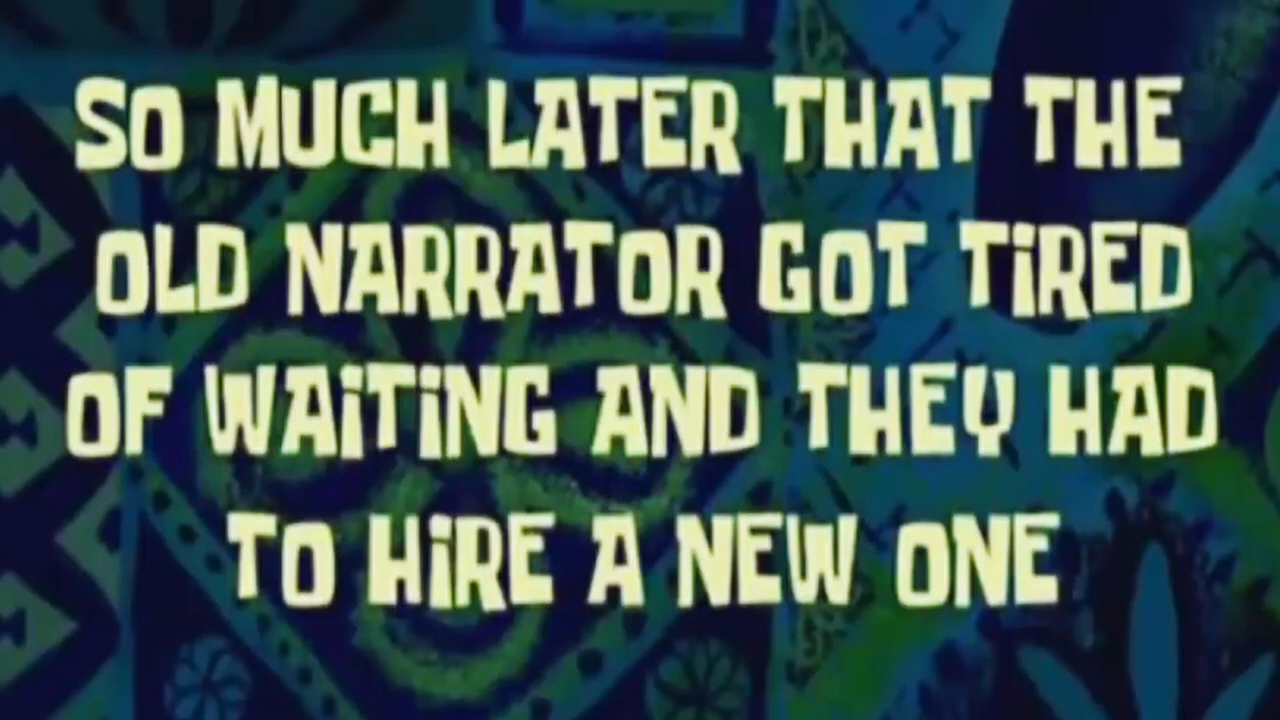 SO MUCH LATER THAT THE
OLD NARRATOR GOT TiRED
OF WAiTiNG AND THEY HAD
TO HiRE A NEW ONE